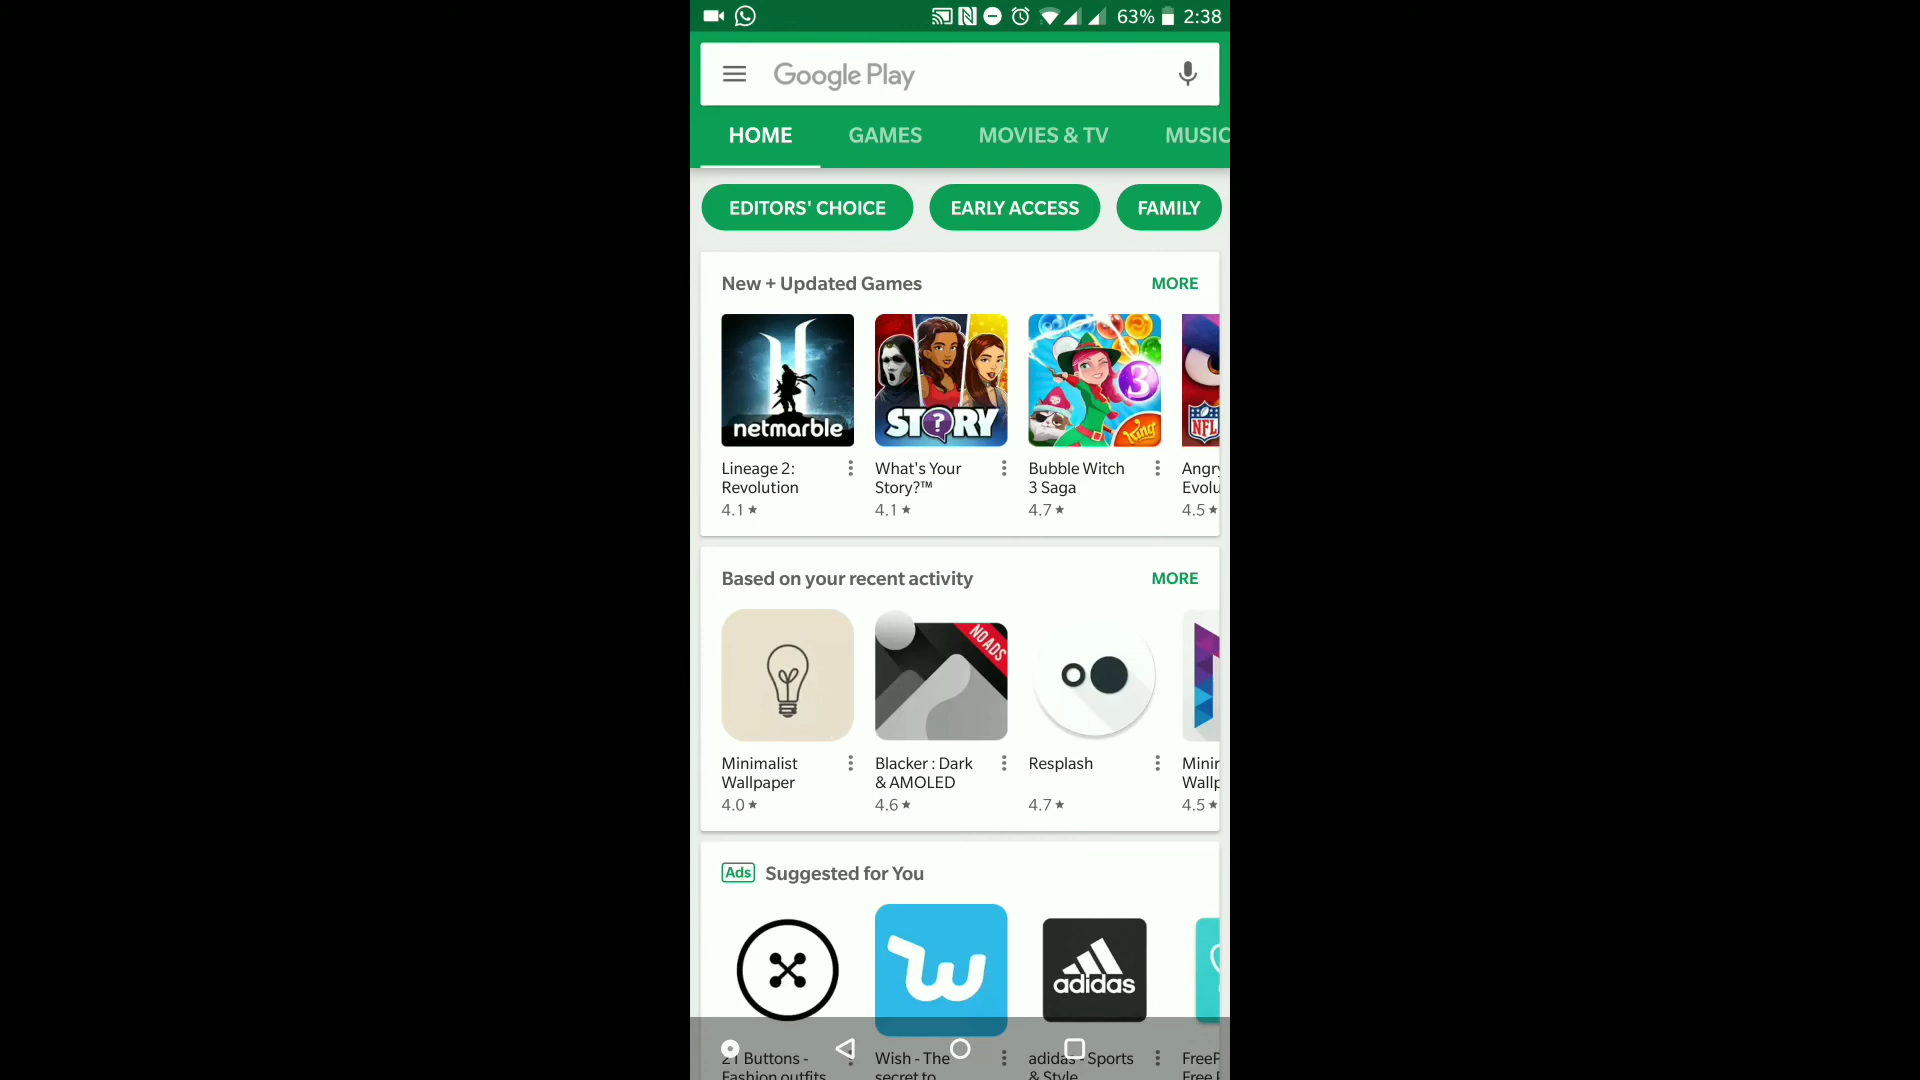 63% 2:38
Google Play
HOME GAMES MOVIES & TV MUSIC
EDITORS' CHOICE EARLY ACCESS FAMILY
New + Updated Games MORE
netmarble
STORY
?
3
King
NFL
Lineage 2: What's Your Bubble Witch Angry
Revolution Story?™ 3 Saga Evolu
4.1 4.1 4.7 4.5
Based on your recent activity MORE
NO ADS
Minimalist Blacker : Dark Resplash
Wallpaper & AMOLED Wallp
4.0 4.6 4.7 4.5
Ads Suggested for You
w
adidas
21 Buttons - Wish - The adidas - Sports FreeP
Fashion outfits secret to & Style Free